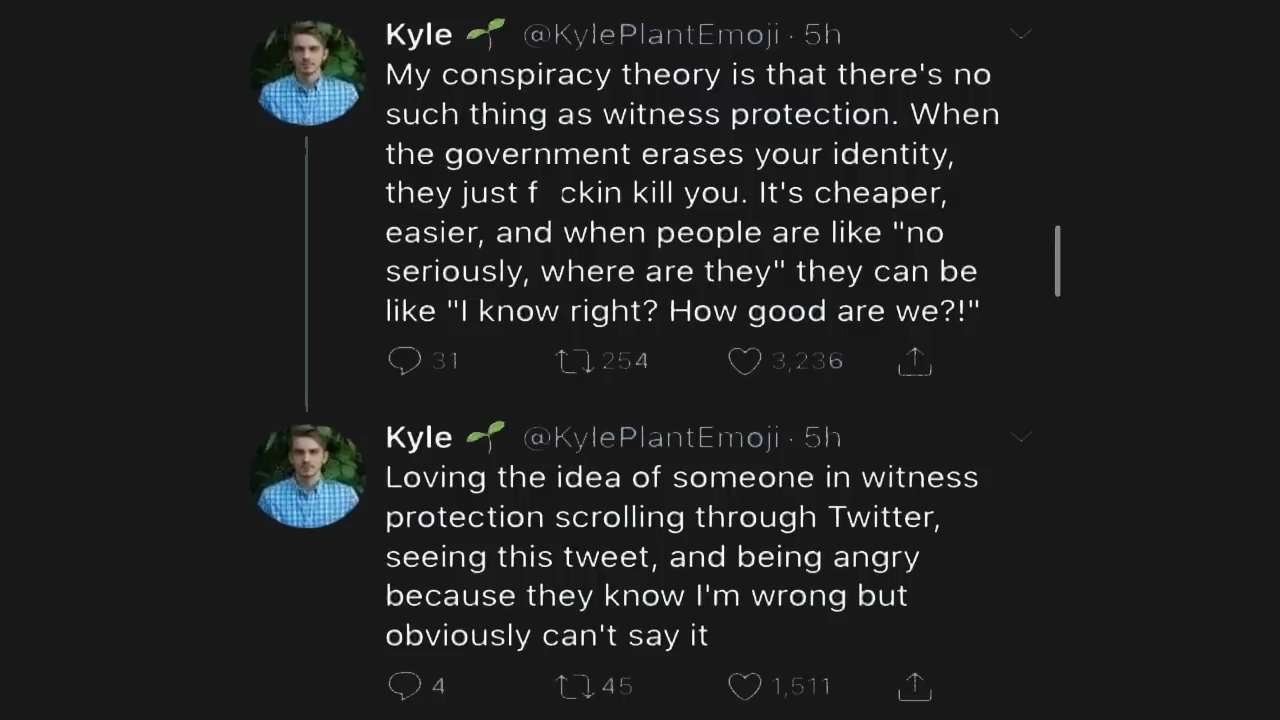 Kyle 🌱 @KylePlantEmoji · 5h
My conspiracy theory is that there's no
such thing as witness protection. When
the government erases your identity,
they just f ckin kill you. It's cheaper,
easier, and when people are like "no
seriously, where are they" they can be
like "I know right? How good are we?!"
31 254 3,236
Kyle 🌱 @KylePlantEmoji · 5h
Loving the idea of someone in witness
protection scrolling through Twitter,
seeing this tweet, and being angry
because they know I'm wrong but
obviously can't say it
4 45 1,511